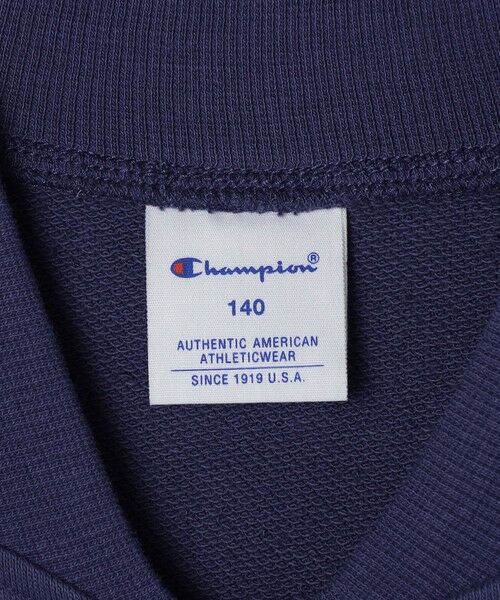 Champion®
140
AUTHENTIC AMERICAN
ATHLETICWEAR
SINCE 1919 U.S.A.